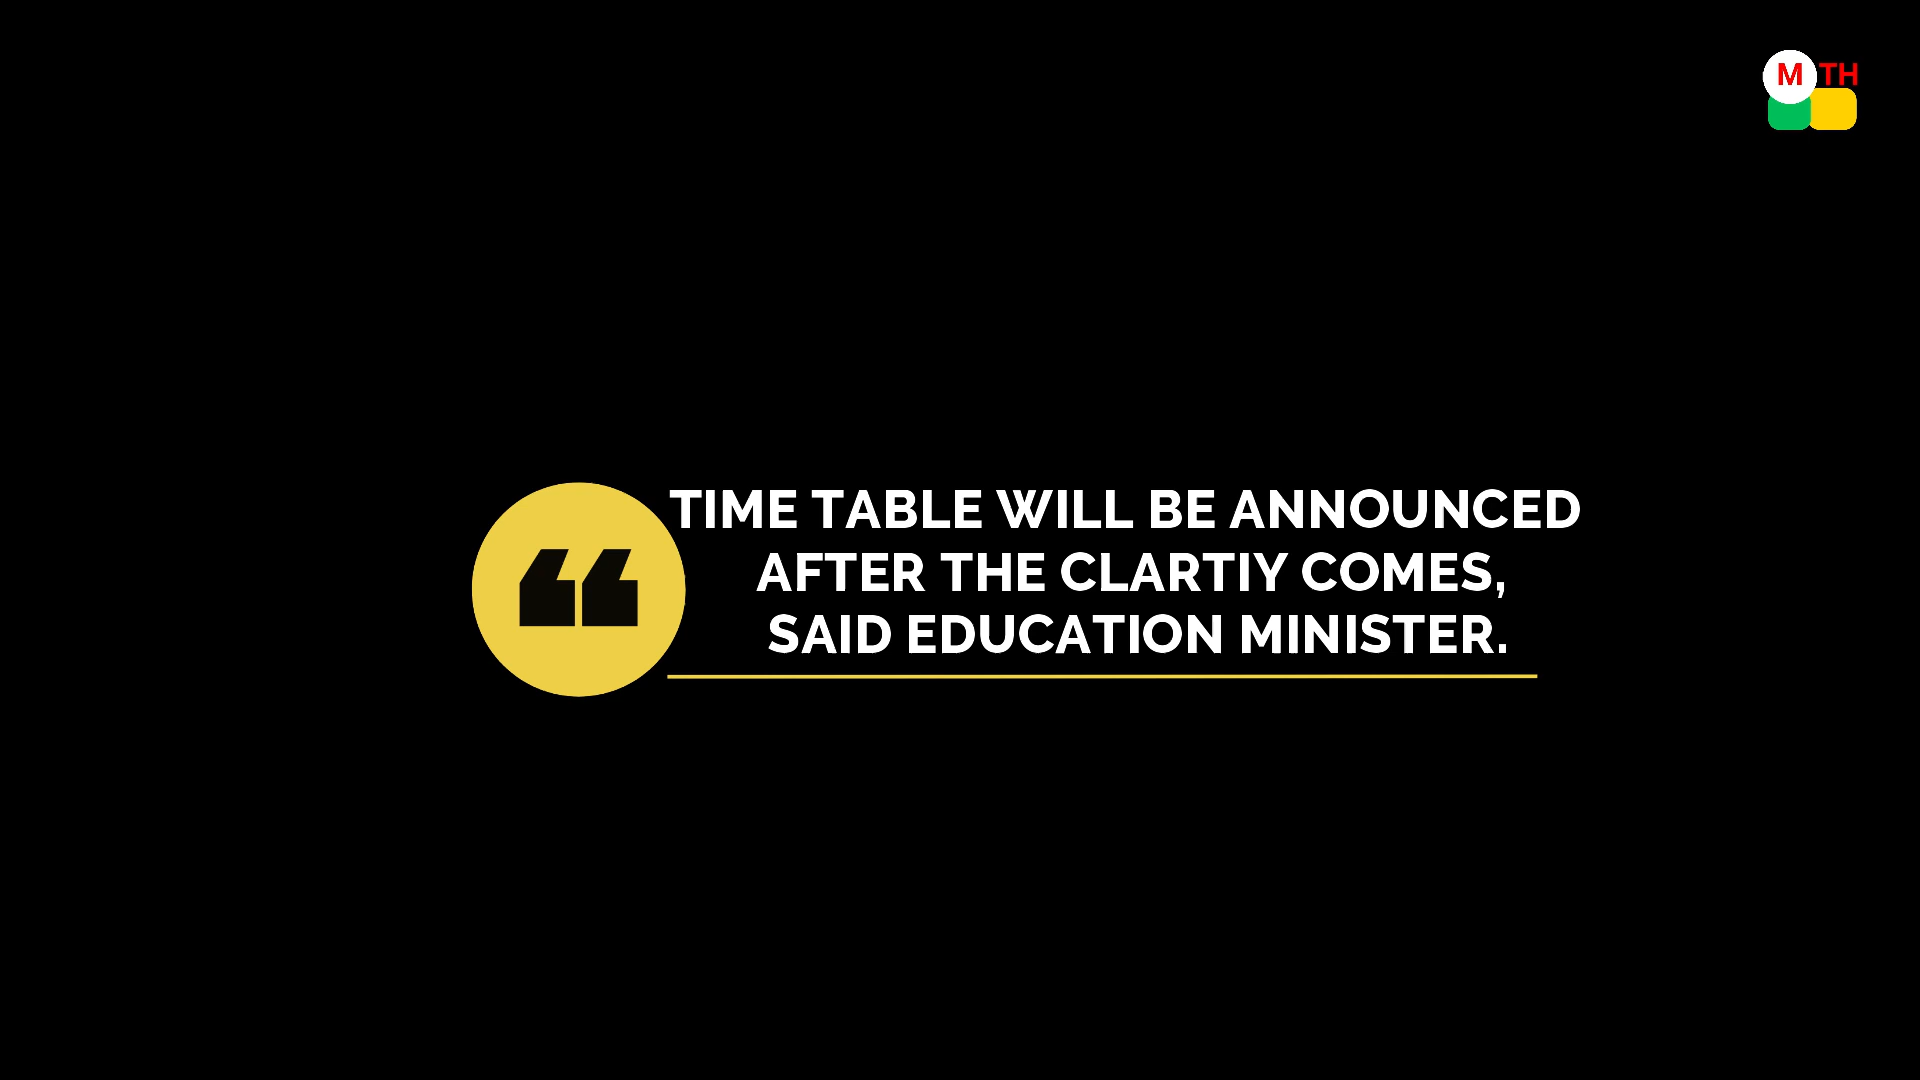 M TH
TIME TABLE WILL BE ANNOUNCED
AFTER THE CLARTIY COMES,
SAID EDUCATION MINISTER.